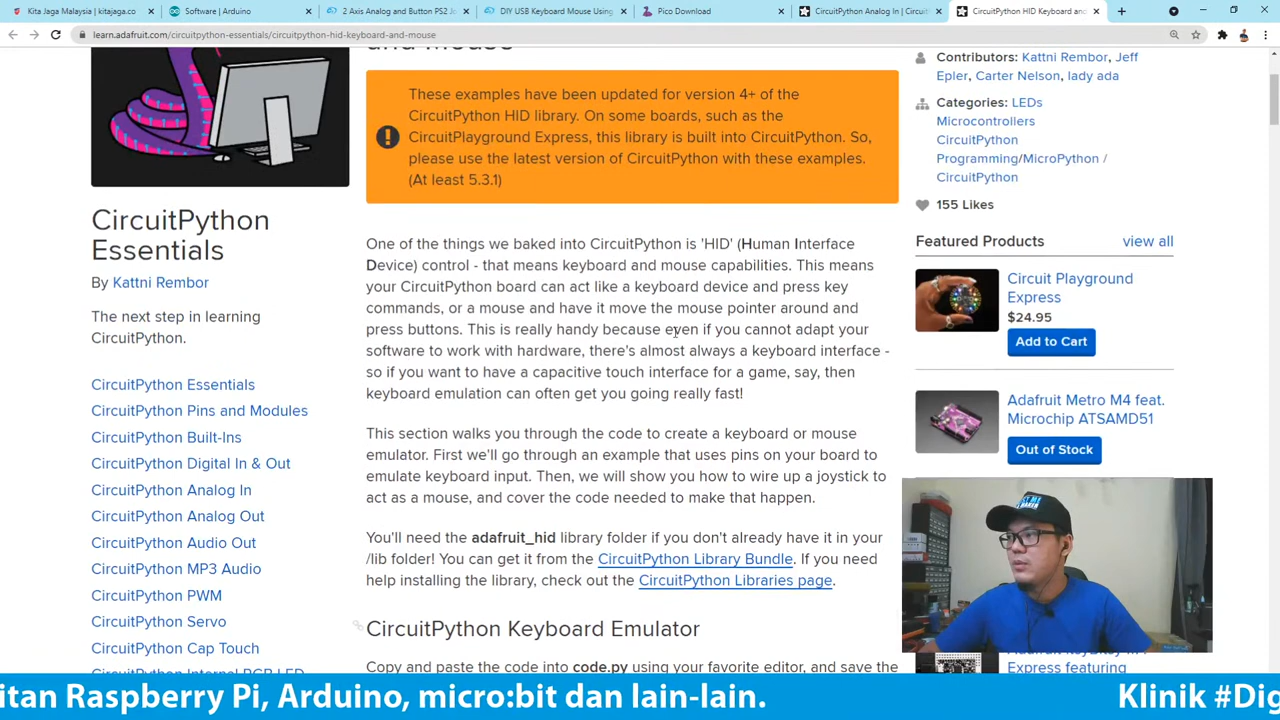 Kita Jaga Malaysia | kitajaga.co
Software | Arduino
2 Axis Analog and Button PS2 Jo
DIY USB Keyboard Mouse Using
Pico Download
CircuitPython Analog In | Circuit
CircuitPython HID Keyboard an
learn.adafruit.com/circuitpython-essentials/circuitpython-hid-keyboard-and-mouse
and Mouse
These examples have been updated for version 4+ of the
CircuitPython HID library. On some boards, such as the
CircuitPlayground Express, this library is built into CircuitPython. So,
please use the latest version of CircuitPython with these examples.
(At least 5.3.1)
CircuitPython
Essentials
By Kattni Rembor
The next step in learning
CircuitPython.
CircuitPython Essentials
CircuitPython Pins and Modules
CircuitPython Built-Ins
CircuitPython Digital In & Out
CircuitPython Analog In
CircuitPython Analog Out
CircuitPython Audio Out
CircuitPython MP3 Audio
CircuitPython PWM
CircuitPython Servo
CircuitPython Cap Touch
CircuitPython Internal RGB LED
One of the things we baked into CircuitPython is 'HID' (Human Interface
Device) control - that means keyboard and mouse capabilities. This means
your CircuitPython board can act like a keyboard device and press key
commands, or a mouse and have it move the mouse pointer around and
press buttons. This is really handy because even if you cannot adapt your
software to work with hardware, there's almost always a keyboard interface -
so if you want to have a capacitive touch interface for a game, say, then
keyboard emulation can often get you going really fast!
This section walks you through the code to create a keyboard or mouse
emulator. First we'll go through an example that uses pins on your board to
emulate keyboard input. Then, we will show you how to wire up a joystick to
act as a mouse, and cover the code needed to make that happen.
You'll need the adafruit_hid library folder if you don't already have it in your
/lib folder! You can get it from the CircuitPython Library Bundle. If you need
help installing the library, check out the CircuitPython Libraries page.
CircuitPython Keyboard Emulator
Copy and paste the code into code.py using your favorite editor, and save the
Contributors: Kattni Rembor, Jeff
Epler, Carter Nelson, lady ada
Categories: LEDs
Microcontrollers
CircuitPython
Programming/MicroPython /
CircuitPython
155 Likes
Featured Products
view all
Circuit Playground
Express
$24.95
Add to Cart
Adafruit Metro M4 feat.
Microchip ATSAMD51
Out of Stock
Express featuring
itan Raspberry Pi, Arduino, micro:bit dan lain-lain.
Klinik #Dig